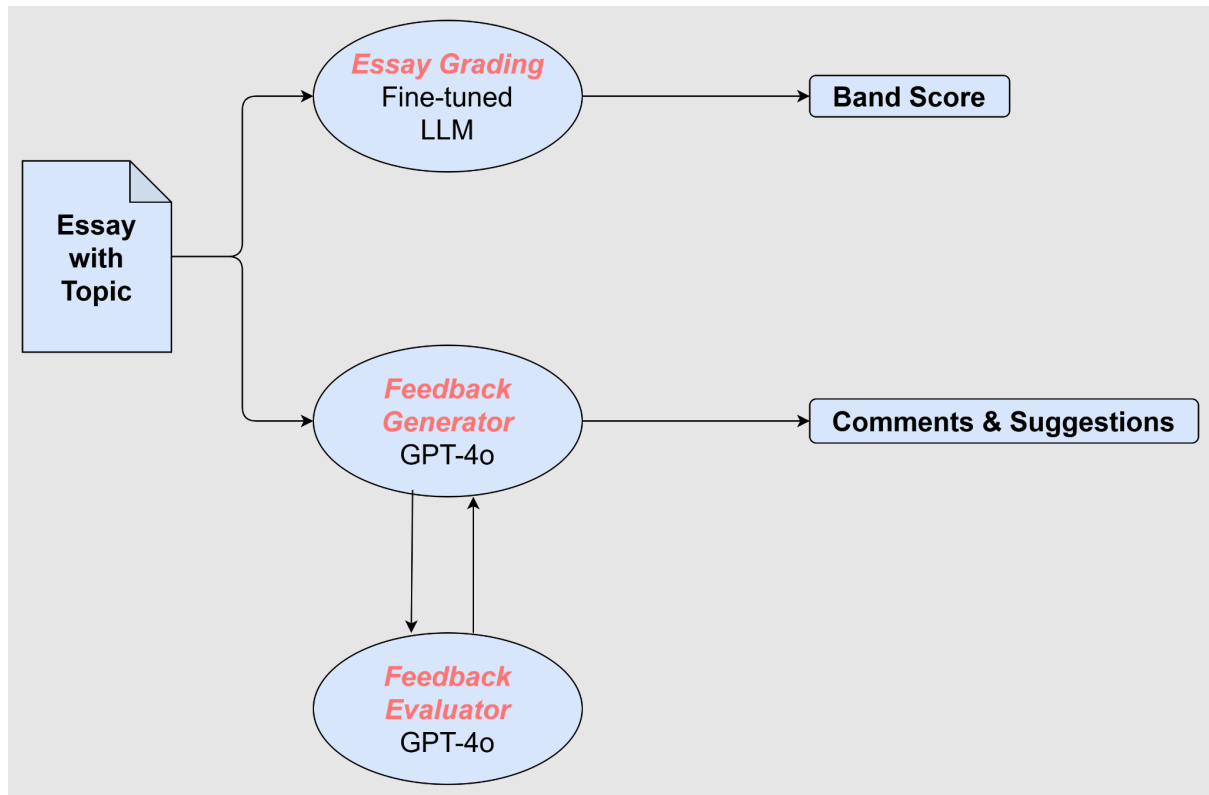 Essay Grading
Fine-tuned
LLM
Band Score
Essay
with
Topic
Feedback
Generator
GPT-4o
Comments & Suggestions
Feedback
Evaluator
GPT-4o